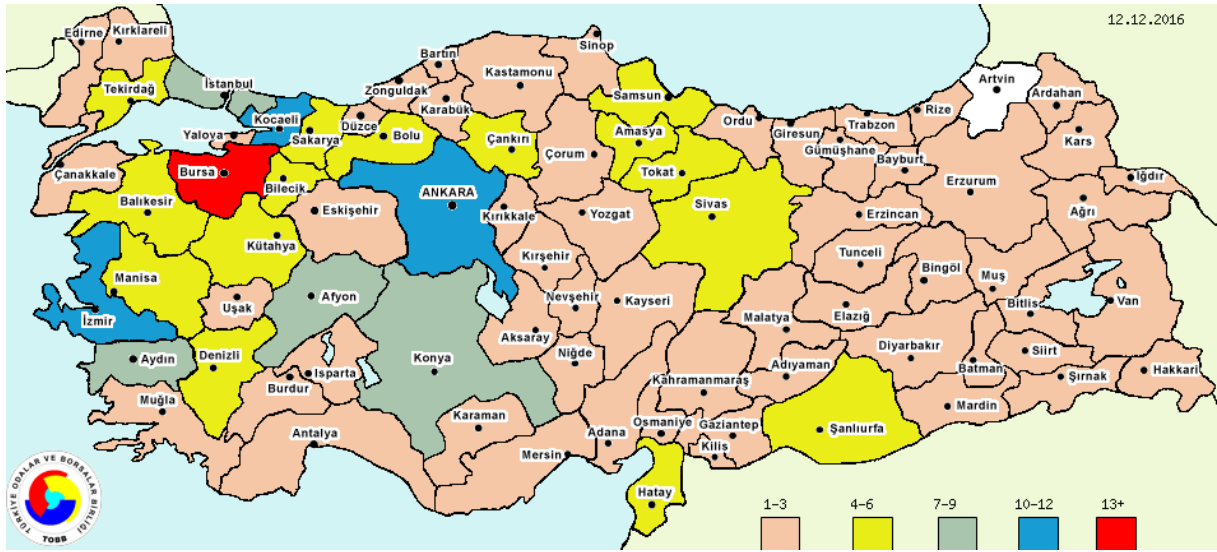 12.12.2016
Edirne
Kırklareli
Tekirdağ
İstanbul
Kocaeli
Yalova
Sakarya
Düzce
Zonguldak
Bartın
Karabük
Kastamonu
Sinop
Bolu
Çankırı
Samsun
Amasya
Çorum
Tokat
Ordu
Giresun
Trabzon
Rize
Artvin
Ardahan
Kars
Gümüşhane
Bayburt
Erzurum
Iğdır
Ağrı
Çanakkale
Balıkesir
Bursa
Bilecik
Eskişehir
ANKARA
Kırıkkale
Yozgat
Sivas
Erzincan
Tunceli
Bingöl
Muş
Bitlis
Van
Kütahya
Manisa
İzmir
Uşak
Afyon
Kırşehir
Nevşehir
Kayseri
Malatya
Elazığ
Aydın
Denizli
Burdur
Isparta
Konya
Aksaray
Niğde
Kahramanmaraş
Adıyaman
Diyarbakır
Batman
Siirt
Şırnak
Hakkari
Muğla
Antalya
Karaman
Mersin
Adana
Osmaniye
Gaziantep
Kilis
Şanlıurfa
Mardin
Hatay
TÜRKİYE ODALAR VE BORSALAR BİRLİĞİ
TOBB
1-3 4-6 7-9 10-12 13+